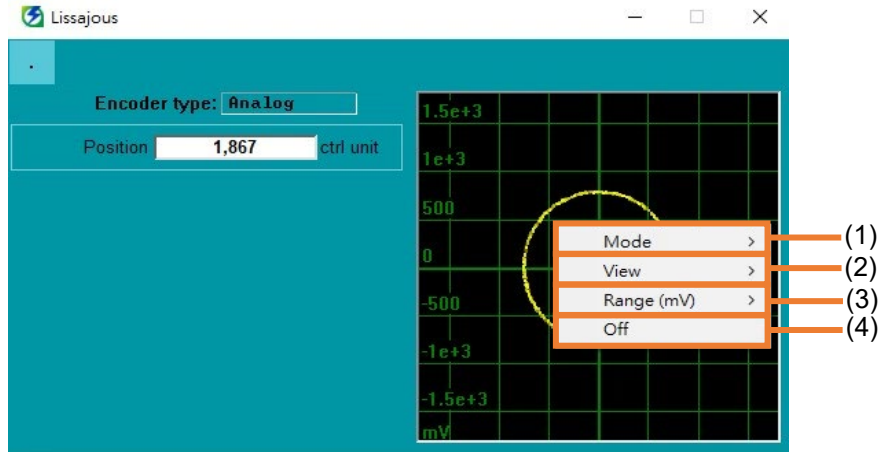 Lissajous
.
Encoder type: Analog
Position 1,867 ctrl unit
1.5e+3
1e+3
500
0
-500
-1e+3
-1.5e+3
mV
Mode > (1)
View > (2)
Range (mV) > (3)
Off (4)